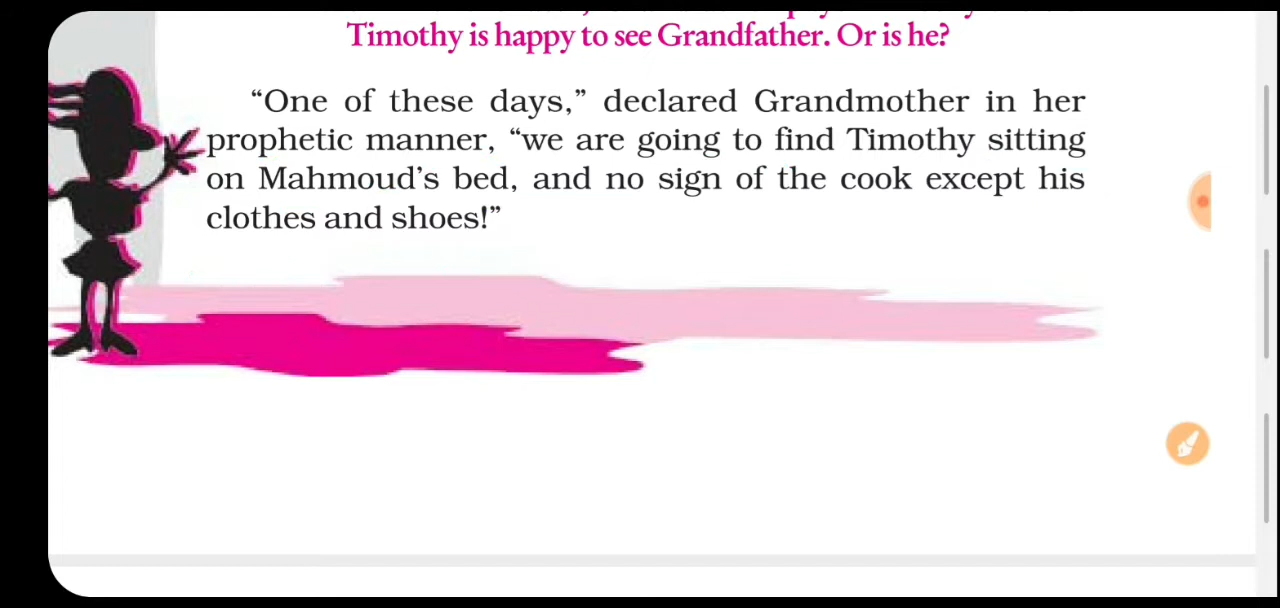 Timothy is happy to see Grandfather. Or is he?
“One of these days,” declared Grandmother in her
prophetic manner, “we are going to find Timothy sitting
on Mahmoud’s bed, and no sign of the cook except his
clothes and shoes!”